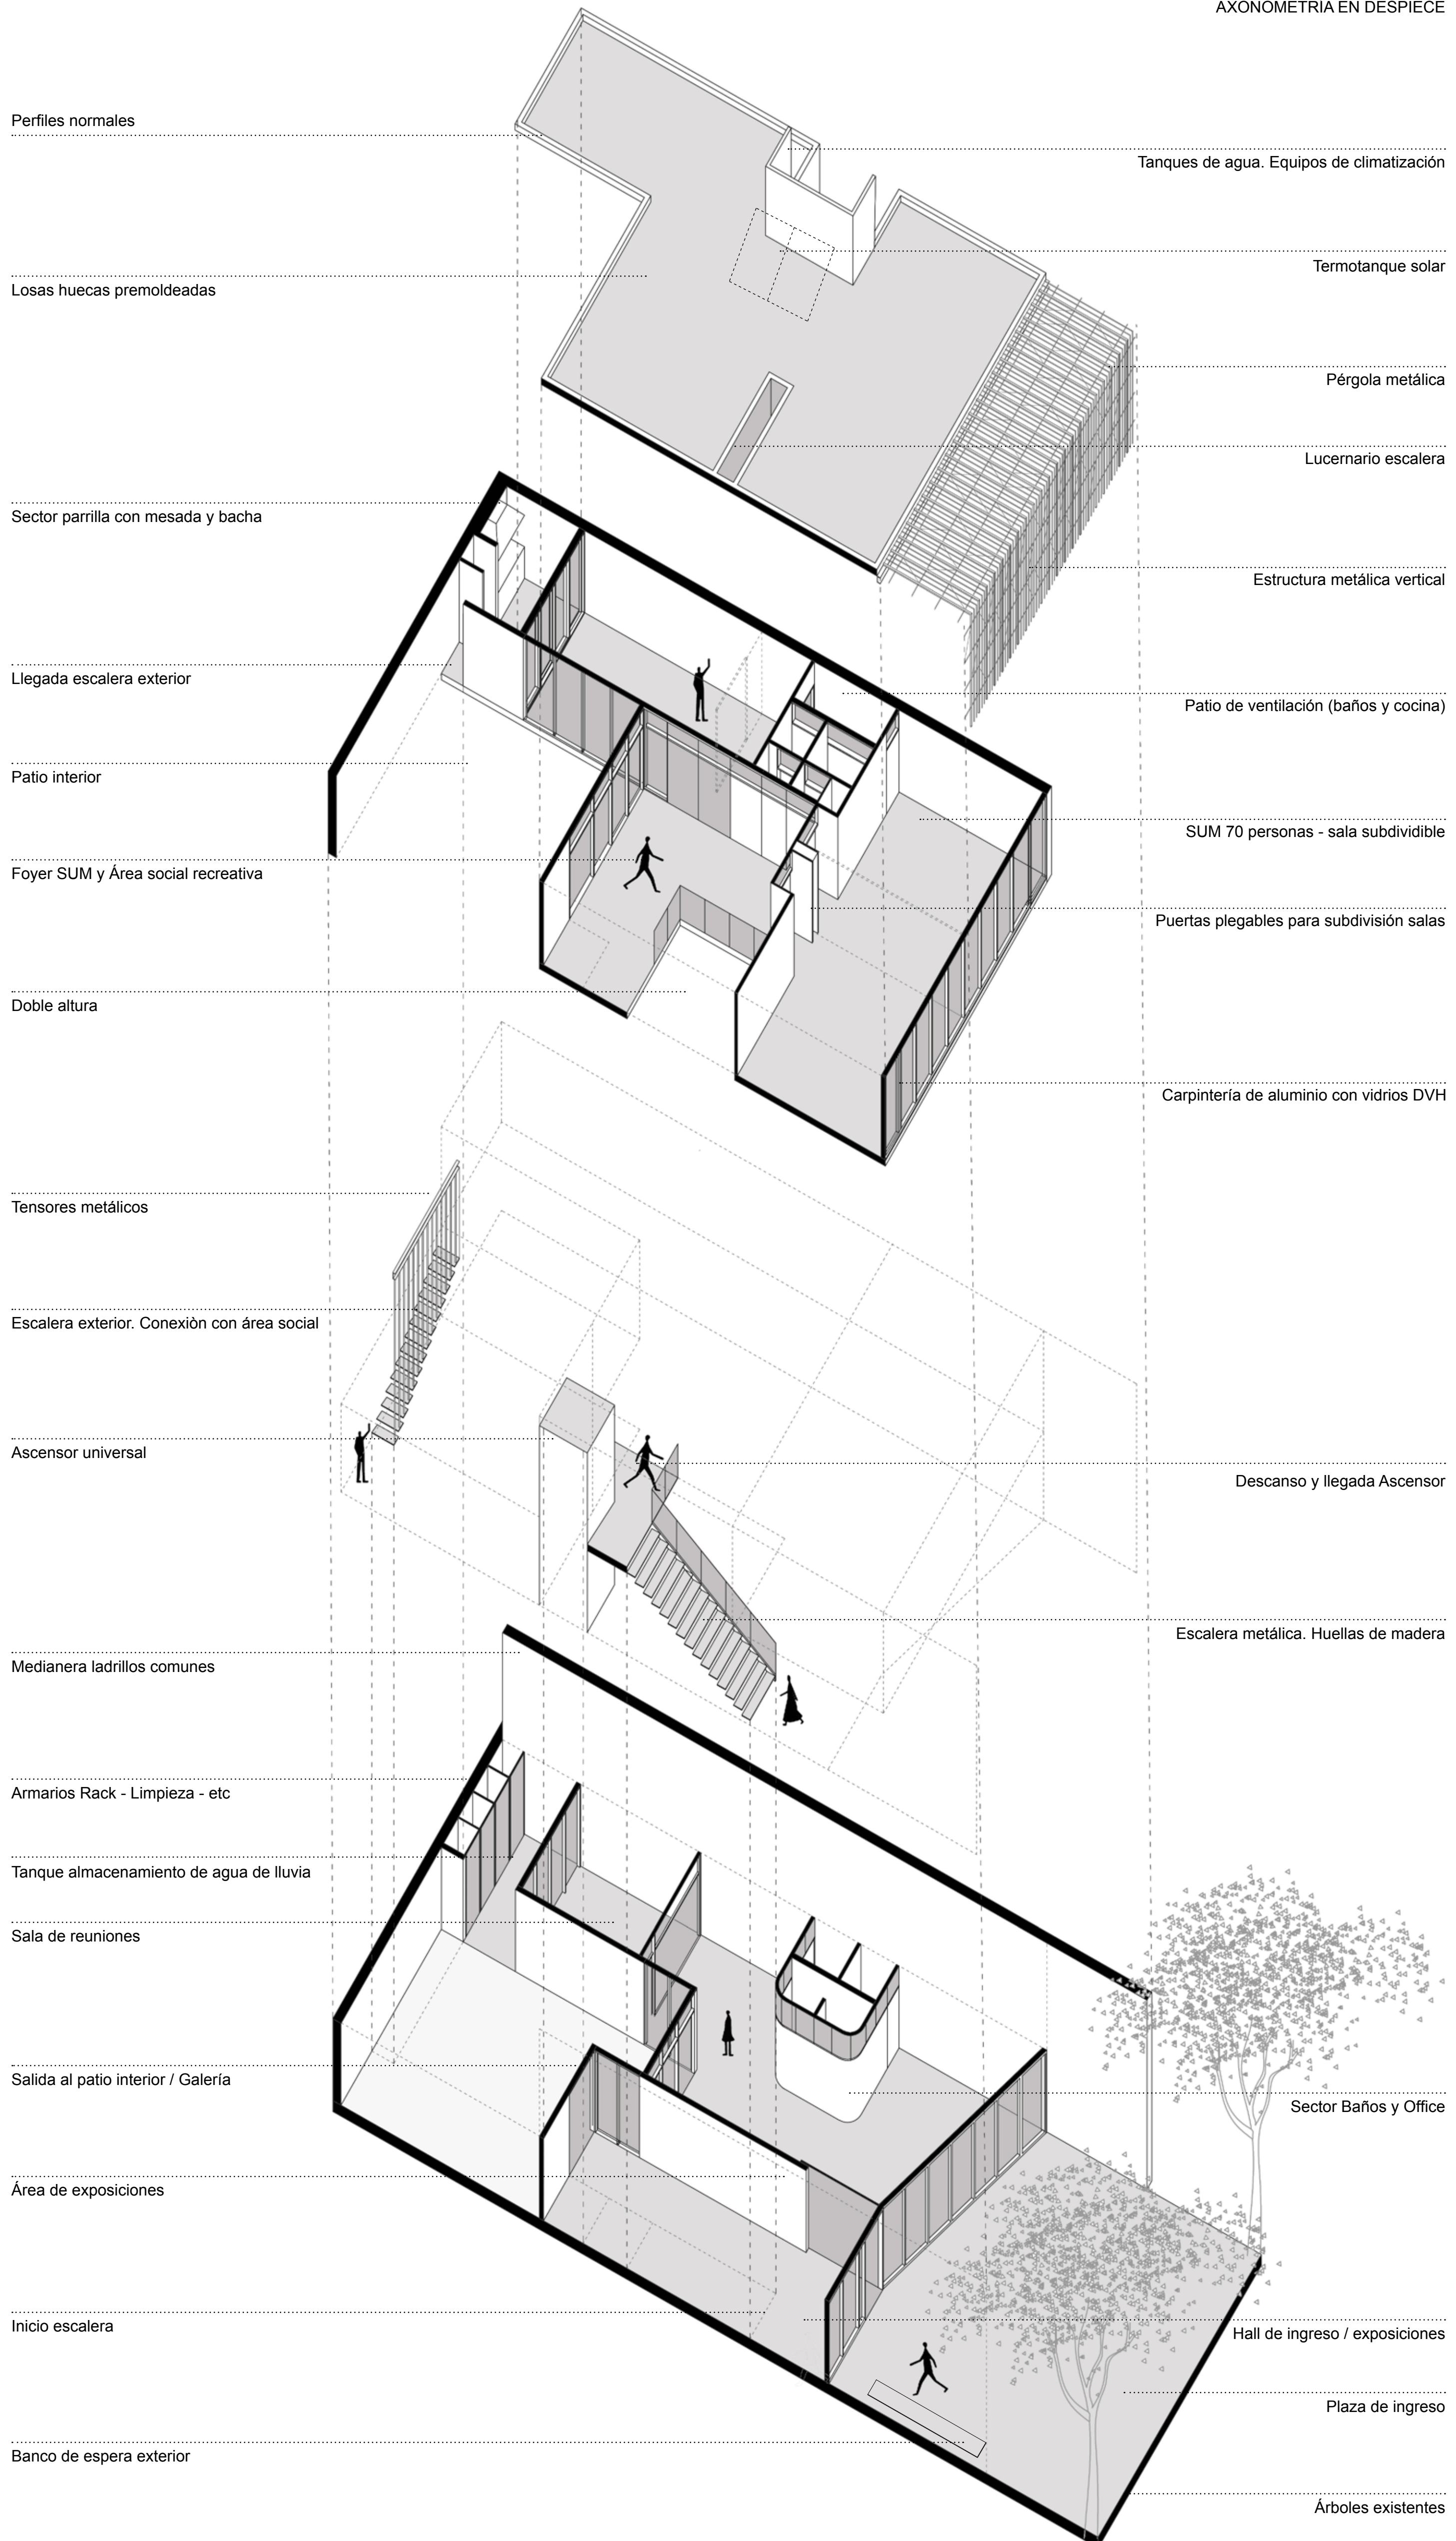 AXONOMETRÍA EN DESPIECE
Perfiles normales
Tanques de agua. Equipos de climatización
Termotanque solar
Losas huecas premoldeadas
Pérgola metálica
Lucernario escalera
Sector parrilla con mesada y bacha
Estructura metálica vertical
Llegada escalera exterior
Patio de ventilación (baños y cocina)
Patio interior
SUM 70 personas - sala subdividible
Foyer SUM y Área social recreativa
Puertas plegables para subdivisión salas
Doble altura
Carpintería de aluminio con vidrios DVH
Tensores metálicos
Escalera exterior. Conexiòn con área social
Ascensor universal
Descanso y llegada Ascensor
Escalera metálica. Huellas de madera
Medianera ladrillos comunes
Armarios Rack - Limpieza - etc
Tanque almacenamiento de agua de lluvia
Sala de reuniones
Salida al patio interior / Galería
Sector Baños y Office
Área de exposiciones
Inicio escalera
Hall de ingreso / exposiciones
Plaza de ingreso
Banco de espera exterior
Árboles existentes